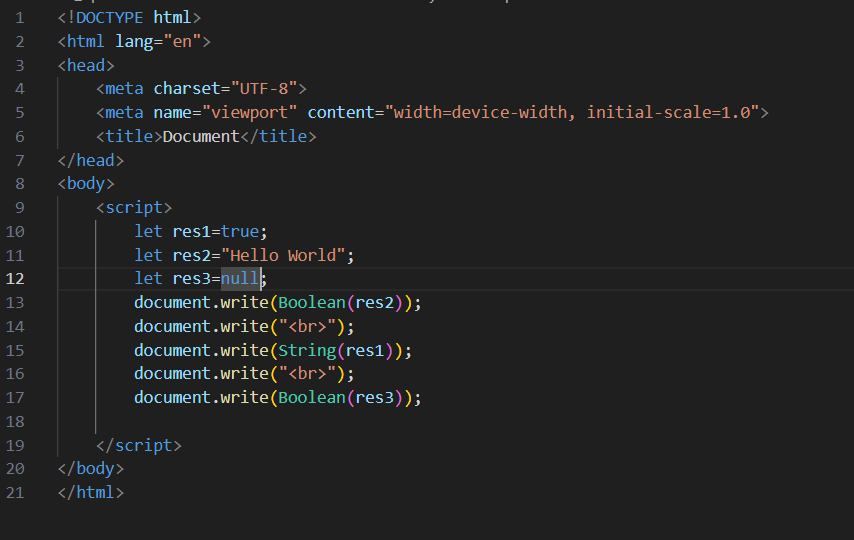 1 <!DOCTYPE html>
2 <html lang="en">
3 <head>
4     <meta charset="UTF-8">
5     <meta name="viewport" content="width=device-width, initial-scale=1.0">
6     <title>Document</title>
7 </head>
8 <body>
9     <script>
10         let res1=true;
11         let res2="Hello World";
12         let res3=null;
13         document.write(Boolean(res2));
14         document.write("<br>");
15         document.write(String(res1));
16         document.write("<br>");
17         document.write(Boolean(res3));
18
19     </script>
20 </body>
21 </html>